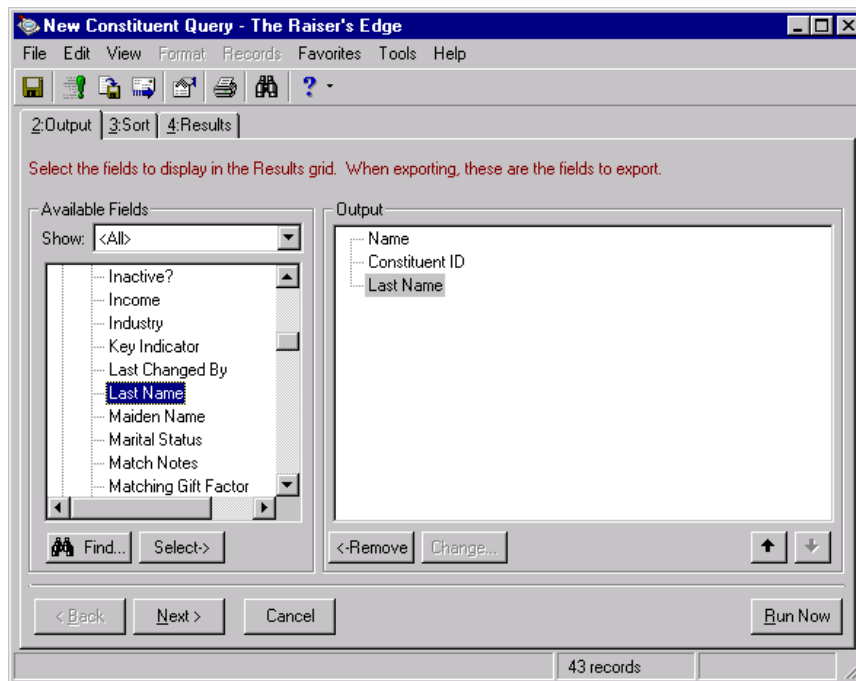 New Constituent Query - The Raiser's Edge
File Edit View Format Records Favorites Tools Help
2:Output 3:Sort 4:Results
Select the fields to display in the Results grid. When exporting, these are the fields to export.
Available Fields
Show: <All>
Inactive?
Income
Industry
Key Indicator
Last Changed By
Last Name
Maiden Name
Marital Status
Match Notes
Matching Gift Factor
Find... Select->
Output
Name
Constituent ID
Last Name
<-Remove Change...
< Back Next > Cancel Run Now
43 records